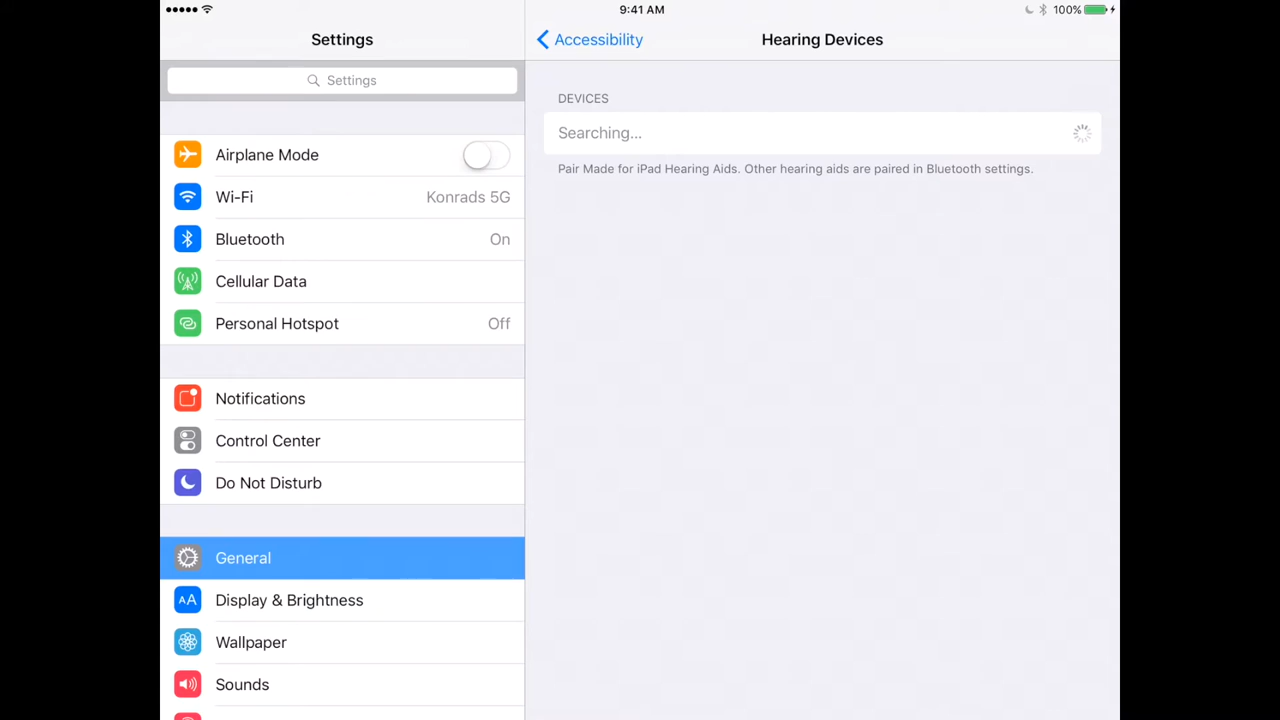 9:41 AM
100%
Settings
Accessibility
Hearing Devices
Settings
Airplane Mode
Wi-Fi
Konrads 5G
Bluetooth
On
Cellular Data
Personal Hotspot
Off
Notifications
Control Center
Do Not Disturb
General
AA
Display & Brightness
Wallpaper
Sounds
DEVICES
Searching...
Pair Made for iPad Hearing Aids. Other hearing aids are paired in Bluetooth settings.